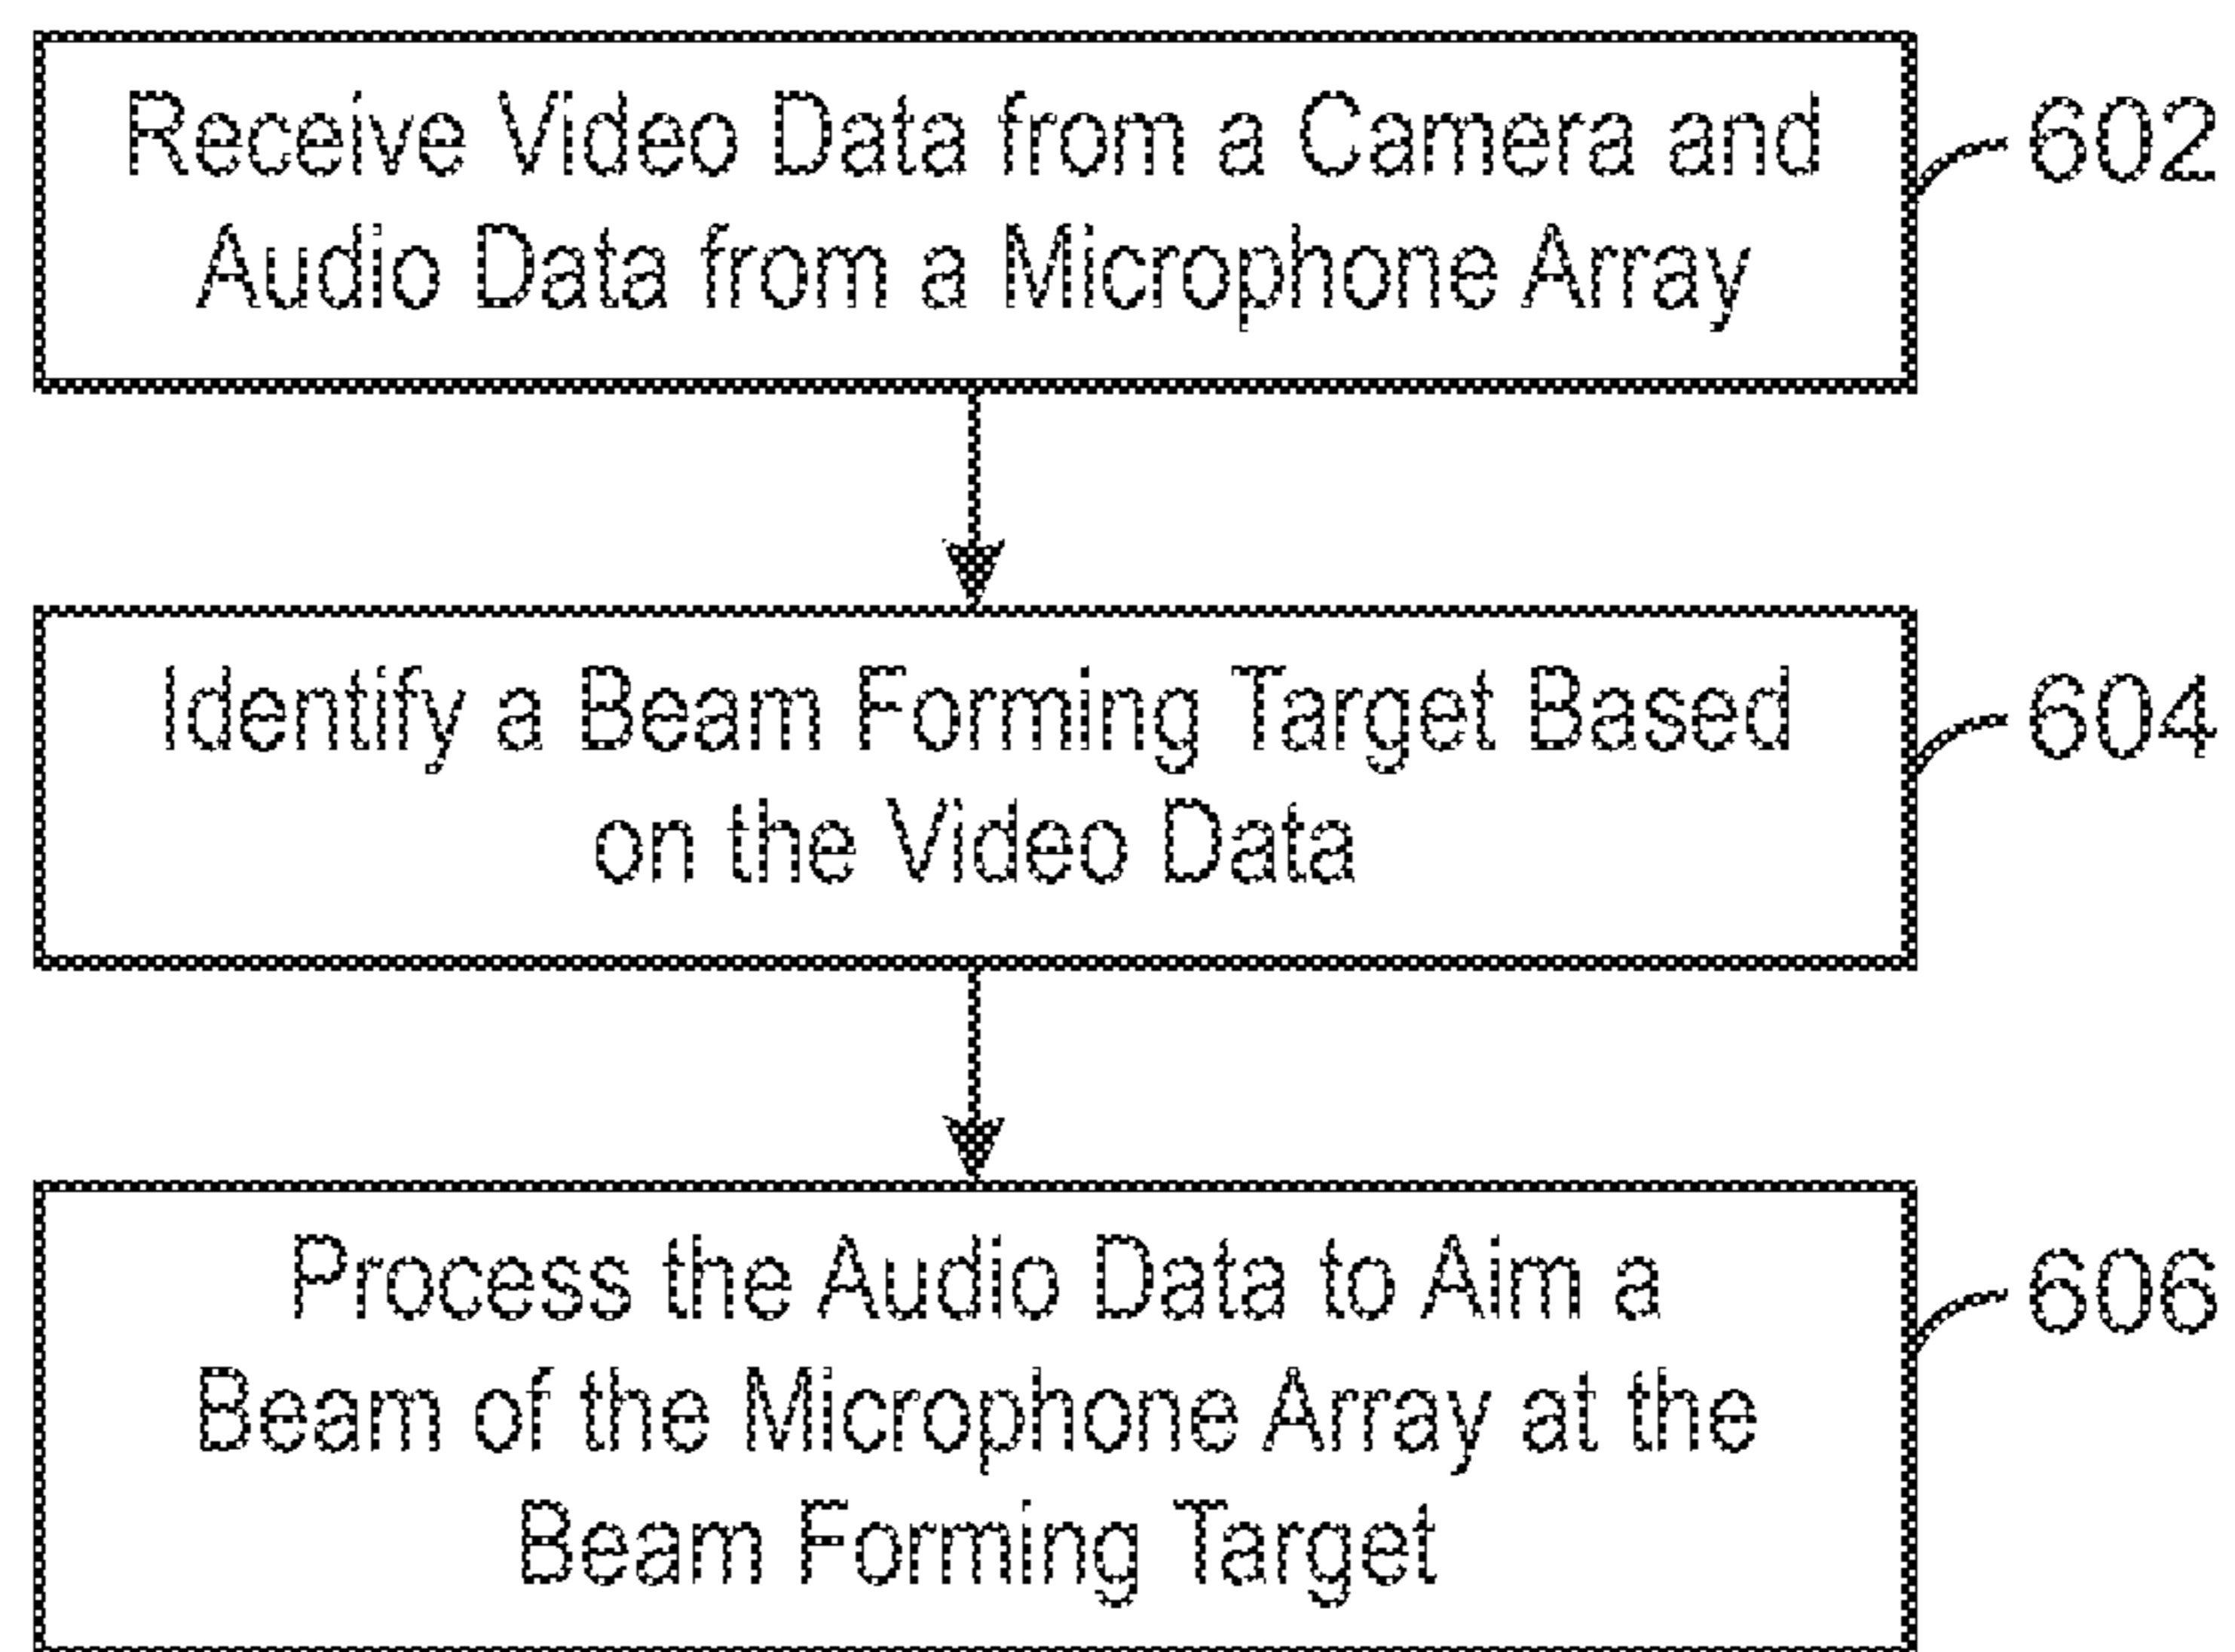 Receive Video Data from a Camera and
Audio Data from a Microphone Array
602
Identify a Beam Forming Target Based
on the Video Data
604
Process the Audio Data to Aim a
Beam of the Microphone Array at the
Beam Forming Target
606